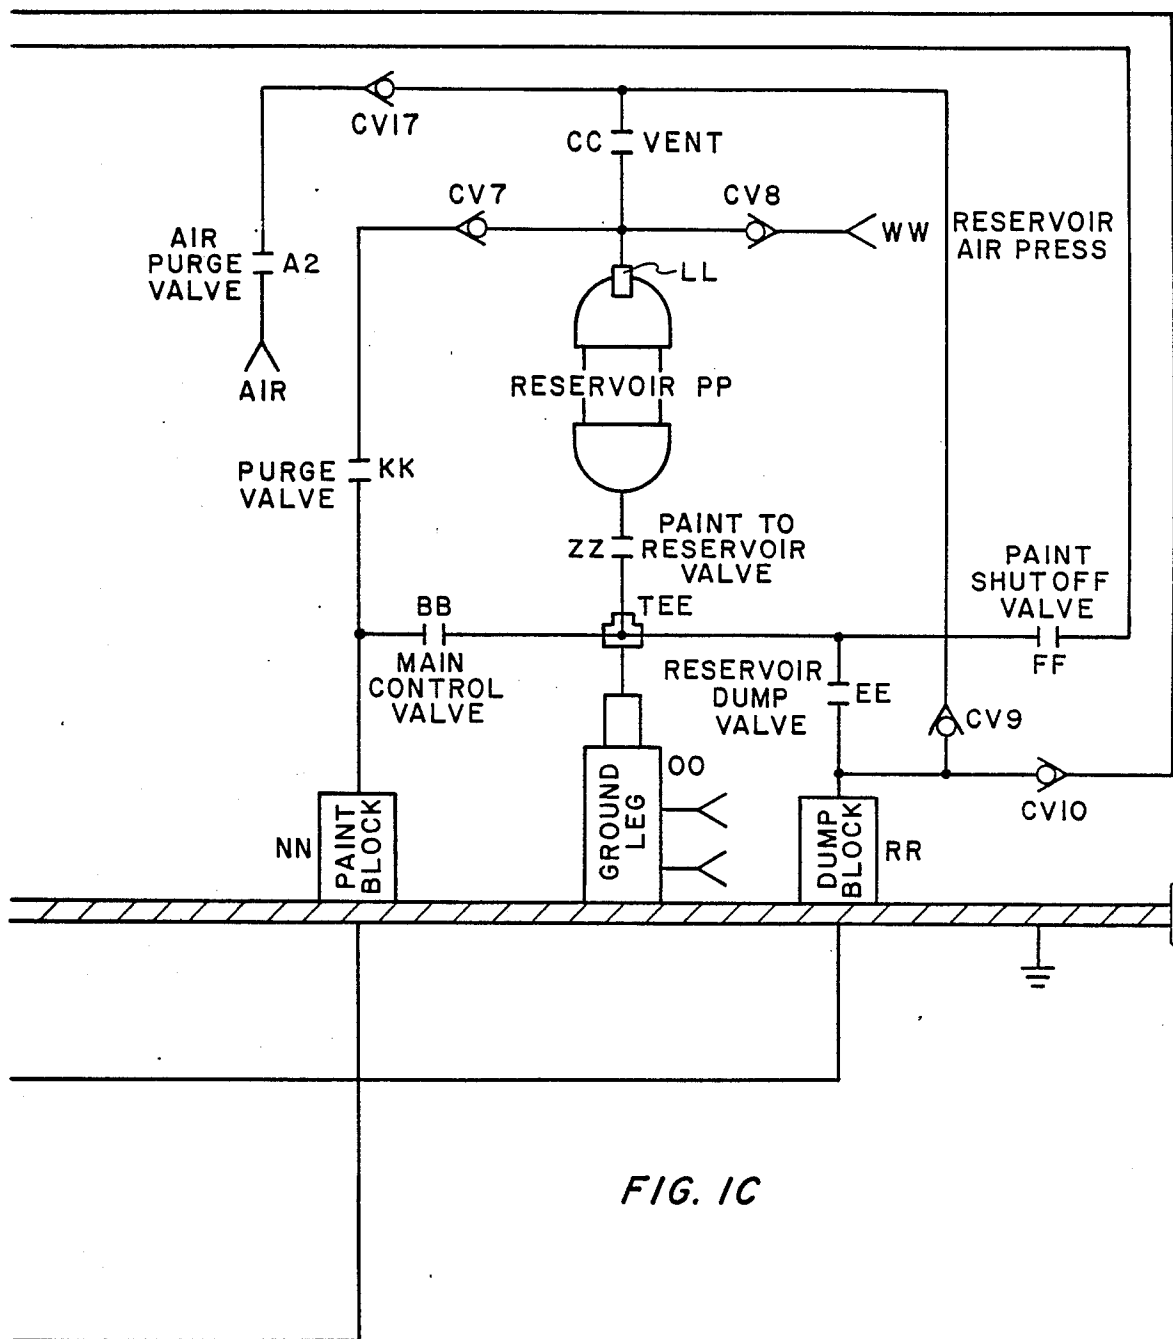 CV17
CC VENT
CV7
CV8
WW
RESERVOIR
AIR PRESS
AIR
PURGE
VALVE
A2
LL
AIR
RESERVOIR PP
PURGE
VALVE
KK
ZZ
PAINT TO
RESERVOIR
VALVE
PAINT
SHUTOFF
VALVE
BB
TEE
MAIN
CONTROL
VALVE
RESERVOIR
DUMP
VALVE
EE
FF
CV9
OO
CV10
NN
PAINT
BLOCK
GROUND
LEG
DUMP
BLOCK
RR
FIG. 1C